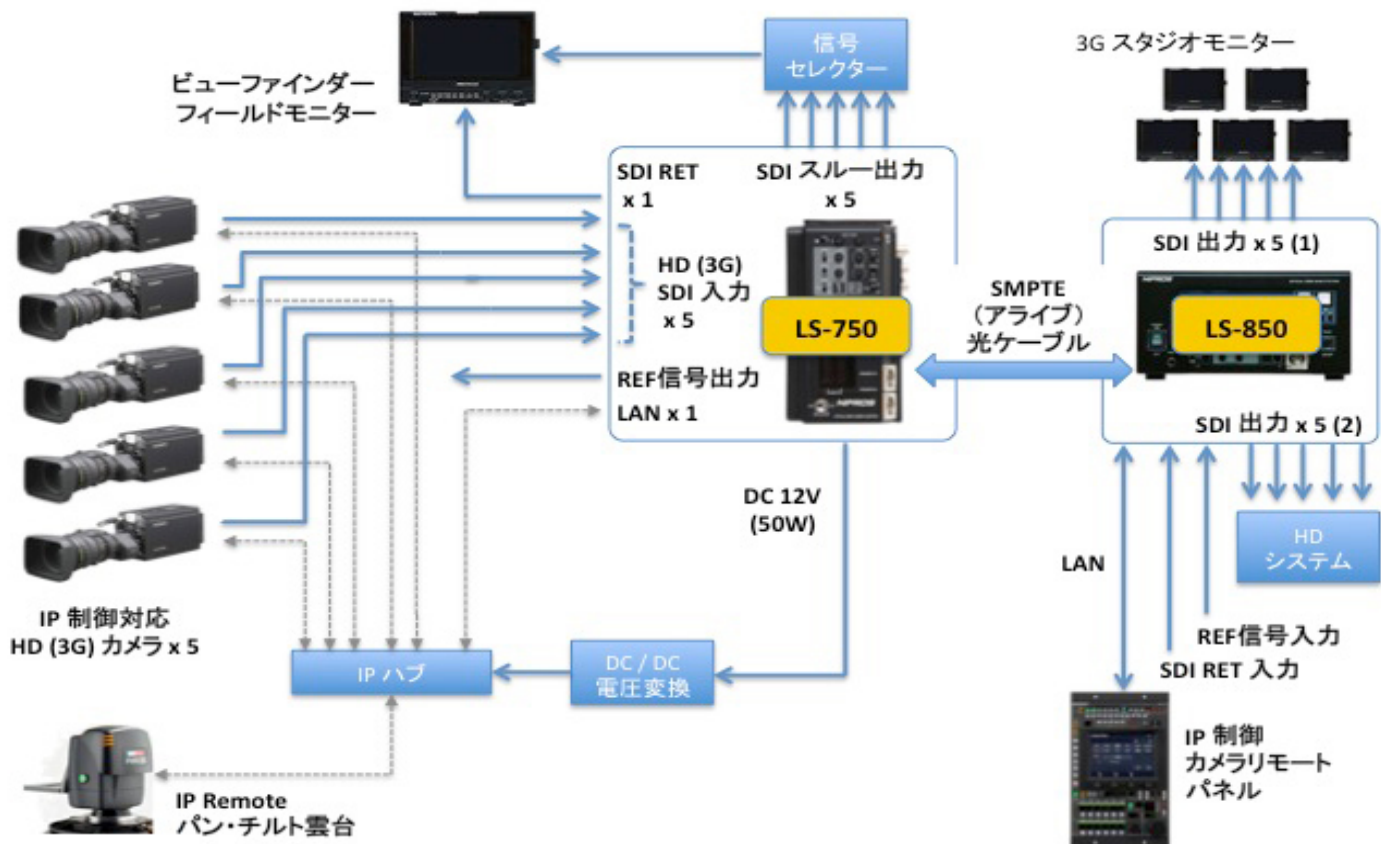 信号
セレクター
3G スタジオモニター
ビューファインダー
フィールドモニター
SDI RET
x 1
SDI スルー出力
x 5
HD (3G)
SDI 入力
x 5
LS-750
REF信号出力
LAN x 1
SMPTE
(アライブ)
光ケーブル
SDI 出力 x 5 (1)
LS-850
SDI 出力 x 5 (2)
DC 12V
(50W)
HD
システム
LAN
REF信号入力
SDI RET 入力
IP 制御対応
HD (3G) カメラ x 5
IP ハブ
DC / DC
電圧変換
IP Remote
パン・チルト雲台
IP 制御
カメラリモート
パネル